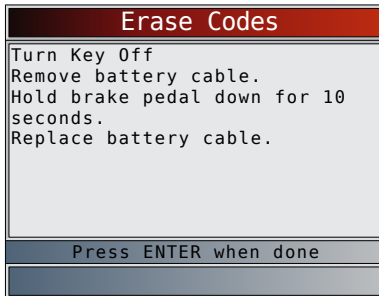 Erase Codes
Turn Key Off
Remove battery cable.
Hold brake pedal down for 10
seconds.
Replace battery cable.
Press ENTER when done